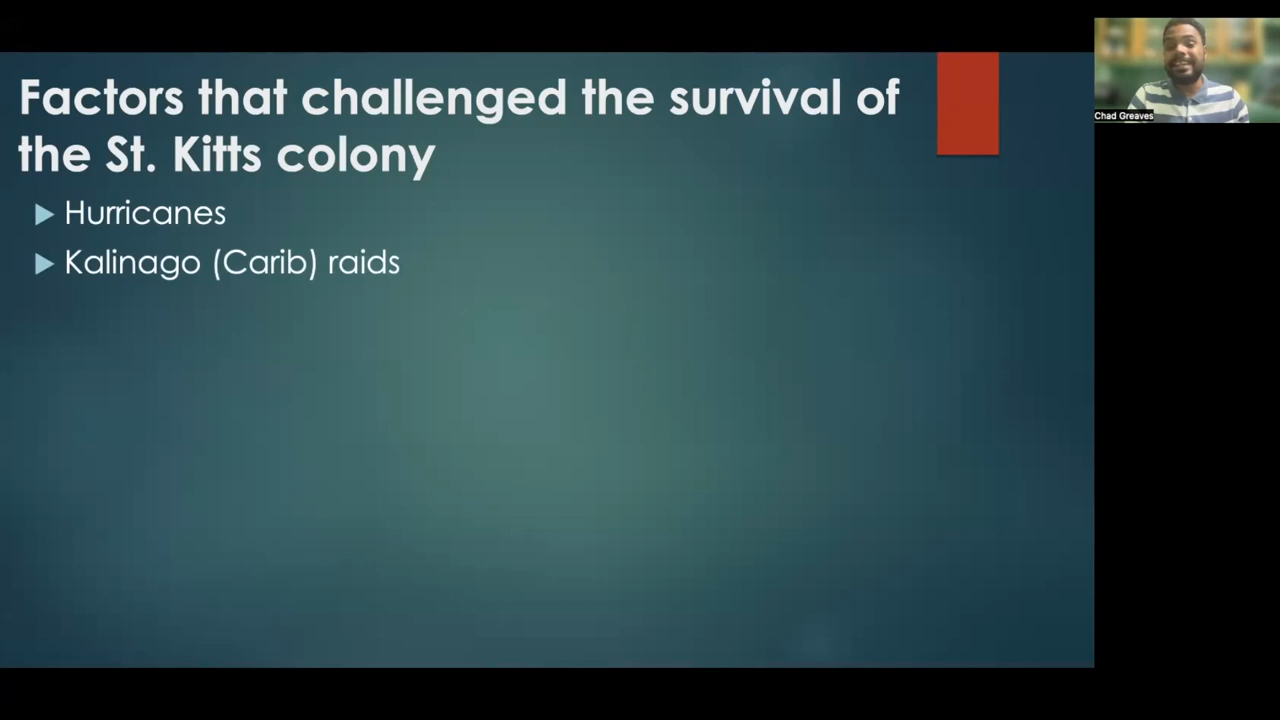 Factors that challenged the survival of
the St. Kitts colony
Hurricanes
Kalinago (Carib) raids
Chad Greaves